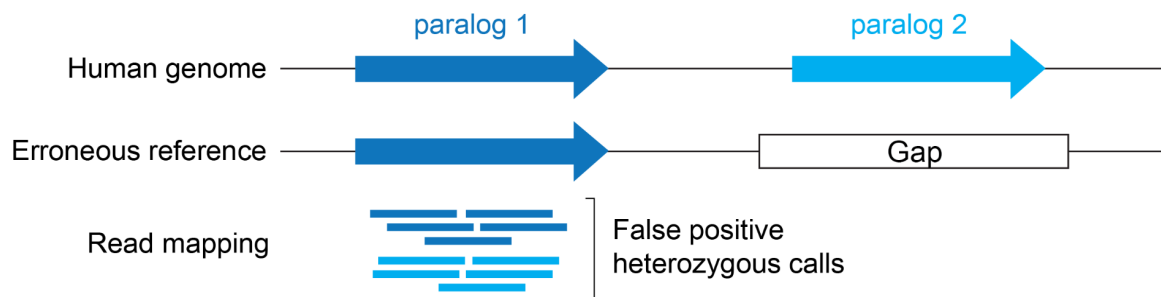 paralog 1
paralog 2
Human genome
Erroneous reference
Gap
Read mapping
False positive
heterozygous calls